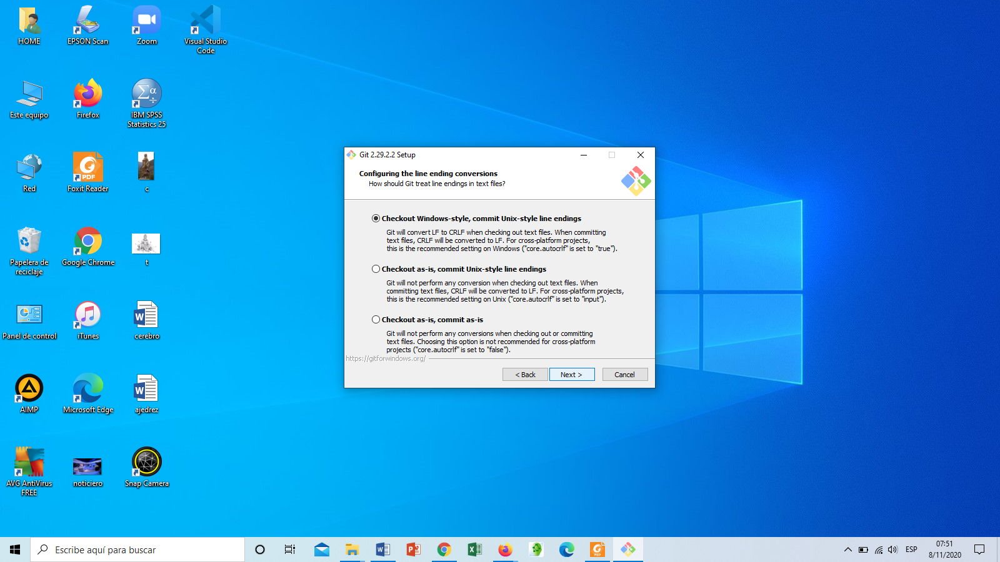 HOME
EPSON Scan
Zoom
Visual Studio
Code
Este equipo
Firefox
IBM SPSS
Statistics 25
Red
Foxit Reader
c
Papelera de
reciclaje
Google Chrome
t
Panel de control
iTunes
cerebro
AIMP
Microsoft Edge
ajedrez
AVG AntiVirus
FREE
noticiero
Snap Camera
PDF
Σα
÷
W
W
Git 2.29.2.2 Setup
Configuring the line ending conversions
How should Git treat line endings in text files?
Checkout Windows-style, commit Unix-style line endings
Git will convert LF to CRLF when checking out text files. When committing
text files, CRLF will be converted to LF. For cross-platform projects,
this is the recommended setting on Windows ("core.autocrlf" is set to "true").
Checkout as-is, commit Unix-style line endings
Git will not perform any conversion when checking out text files. When
committing text files, CRLF will be converted to LF. For cross-platform projects,
this is the recommended setting on Unix ("core.autocrlf" is set to "input").
Checkout as-is, commit as-is
Git will not perform any conversions when checking out or committing
text files. Choosing this option is not recommended for cross-platform
projects ("core.autocrlf" is set to "false").
https://gitforwindows.org/
< Back
Next >
Cancel
Escribe aquí para buscar
W
P
X
PDF
ESP
07:51
8/11/2020